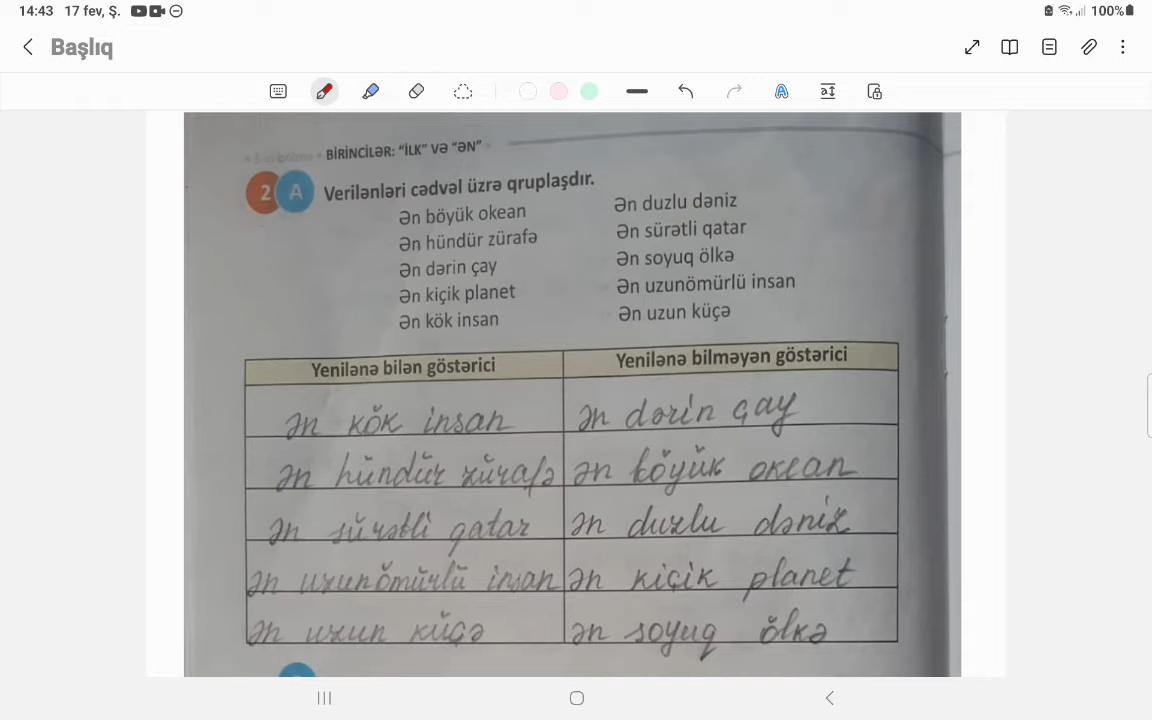 14:43 17 fev, Ş. 100%
Başlıq
BİRİNCİLƏR: "İLK" VƏ "ƏN"
2 A Verilənləri cədvəl üzrə qruplaşdır.
Ən böyük okean
Ən hündür zürafə
Ən dərin çay
Ən kiçik planet
Ən kök insan
Ən duzlu dəniz
Ən sürətli qatar
Ən soyuq ölkə
Ən uzunömürlü insan
Ən uzun küçə
Yenilənə bilən göstərici Yenilənə bilməyən göstərici
Ən kök insan Ən dərin çay
Ən hündür zürafə Ən böyük okean
Ən sürətli qatar Ən duzlu dəniz
Ən uzunömürlü insan Ən kiçik planet
Ən uzun küçə Ən soyuq ölkə